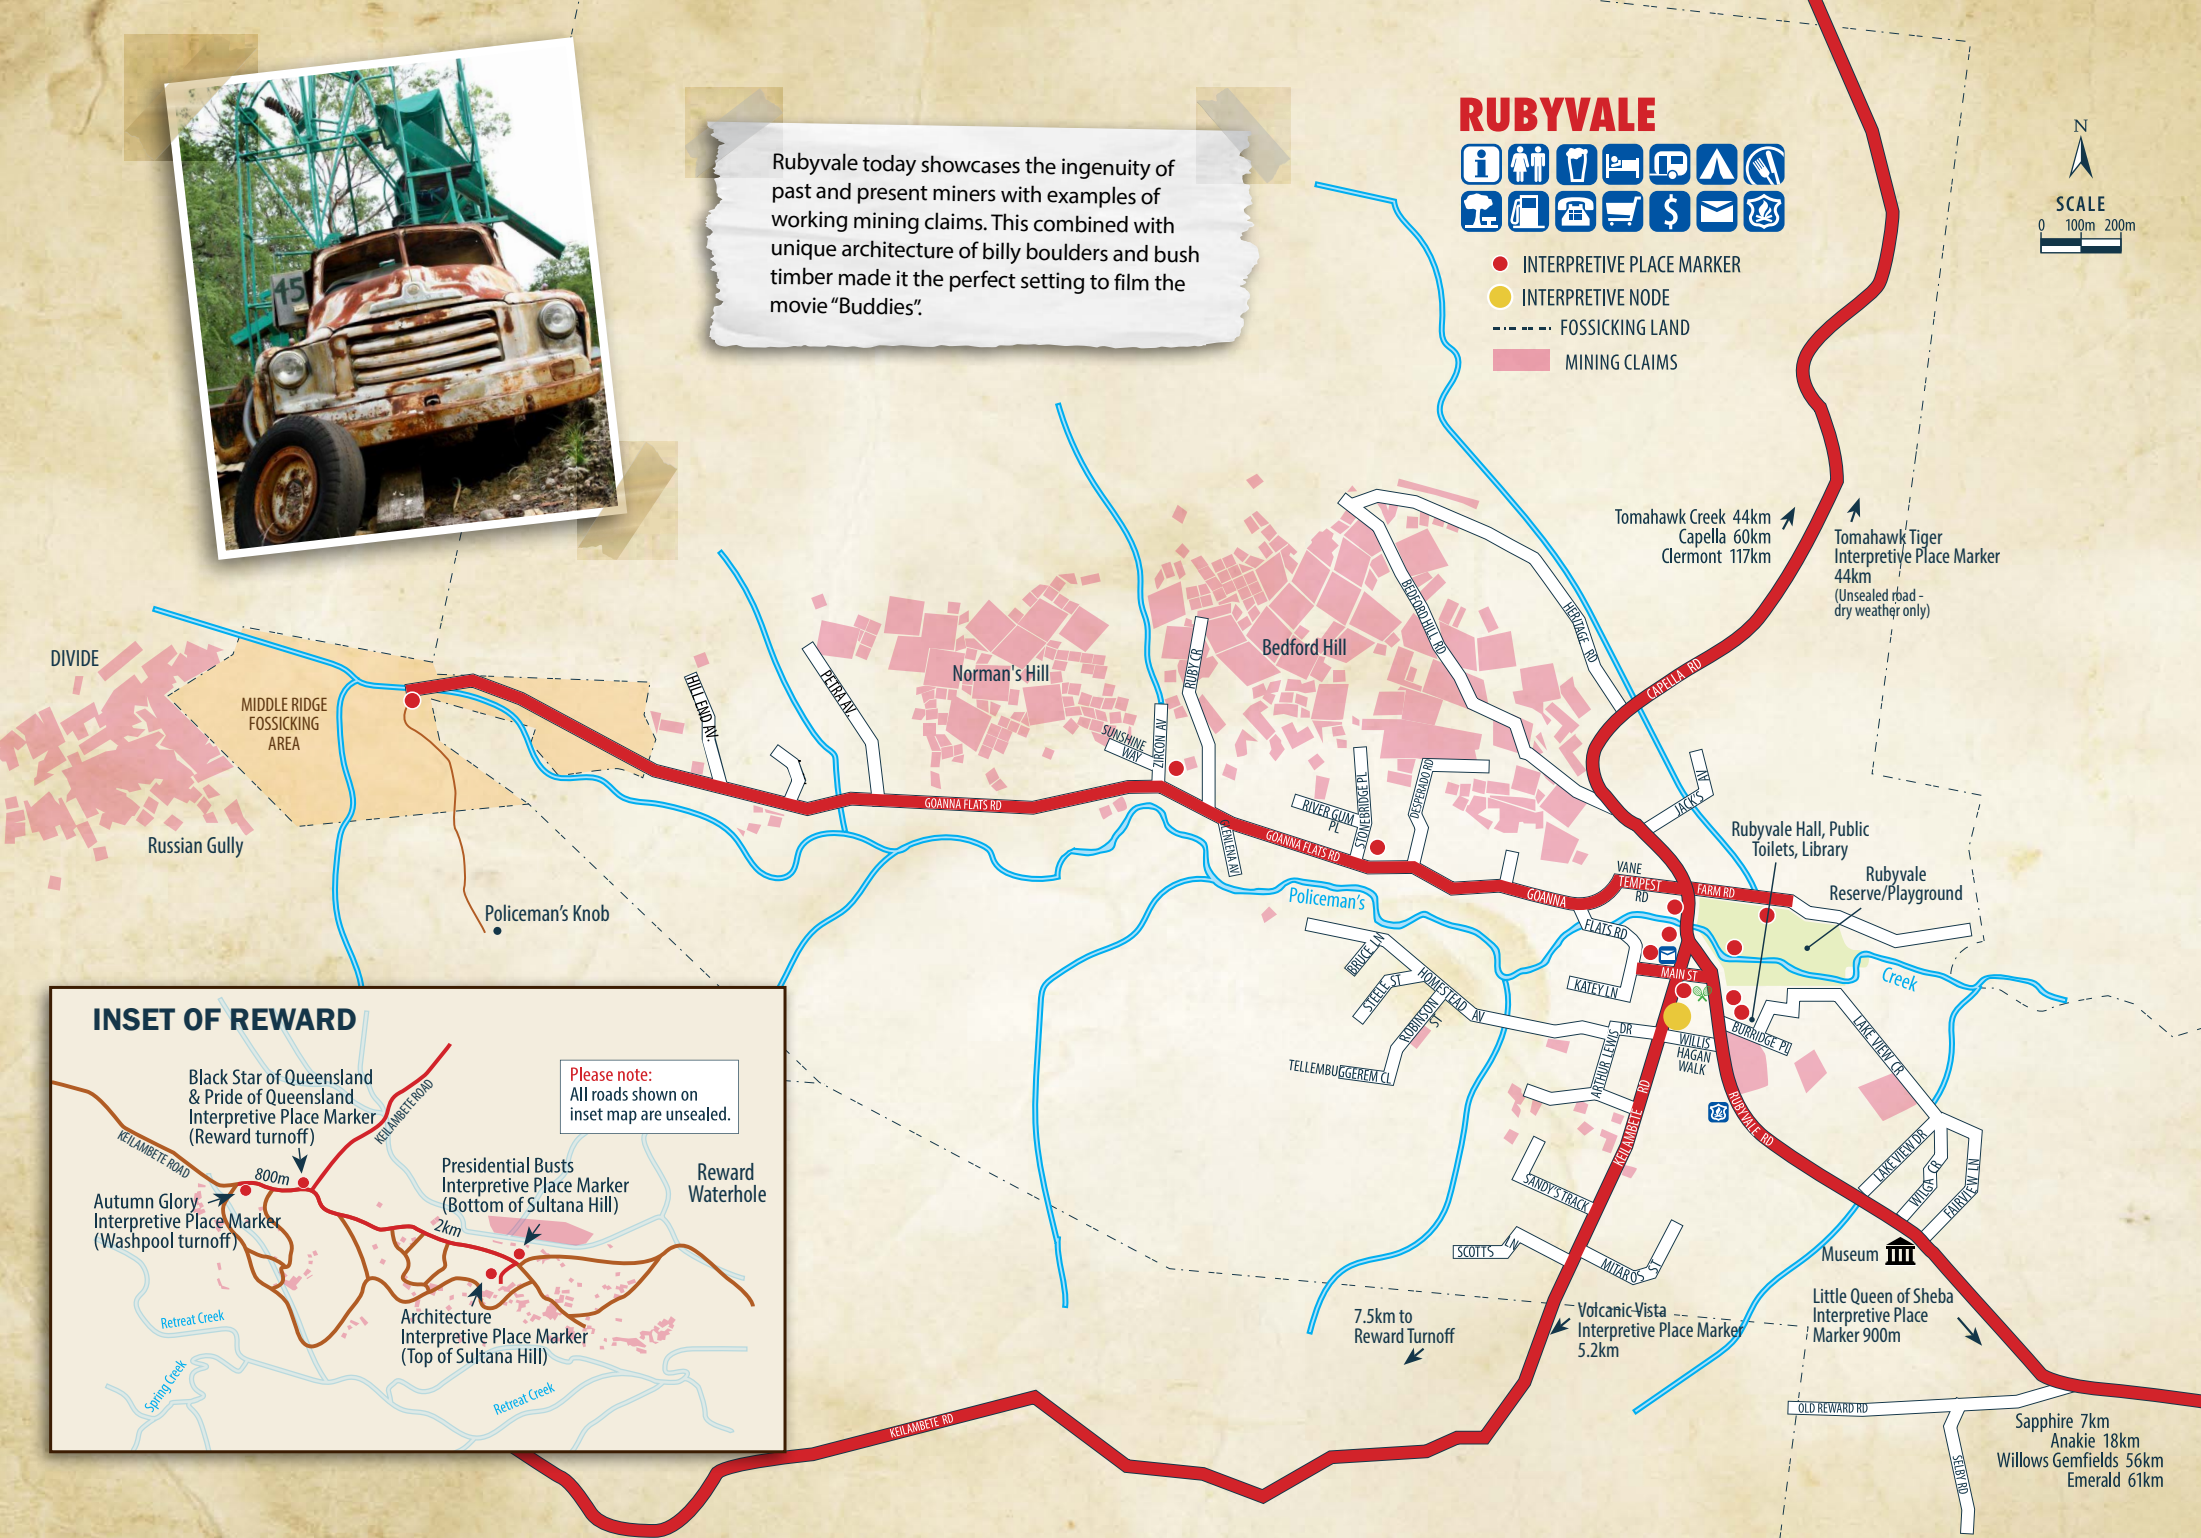 45
Rubyvale today showcases the ingenuity of
past and present miners with examples of
working mining claims. This combined with
unique architecture of billy boulders and bush
timber made it the perfect setting to film the
movie “Buddies”.
RUBYVALE
INTERPRETIVE PLACE MARKER
INTERPRETIVE NODE
FOSSICKING LAND
MINING CLAIMS
N
SCALE
0 100m 200m
Tomahawk Creek 44km
Capella 60km
Clermont 117km
Tomahawk Tiger
Interpretive Place Marker
44km
(Unsealed road -
dry weather only)
DIVIDE
MIDDLE RIDGE
FOSSICKING
AREA
Russian Gully
Policeman's Knob
HILL END AV.
PETRA AV.
Norman's Hill
SUNSHINE
WAY
ZIRCON AV
RUBY CR
Bedford Hill
BEDFORD HILL RD
HERITAGE RD
CAPELLA RD
GOANNA FLATS RD
GLENLENA AV
GOANNA FLATS RD
RIVER GUM
PL
STONEBRIDGE PL
DESPERADO RD
JACK'S AV
Rubyvale Hall, Public
Toilets, Library
Rubyvale
Reserve/Playground
VANE
TEMPEST
RD
FARM RD
GOANNA
FLATS RD
Policeman's
Creek
MAIN ST
KATEY LN
BRUCE LN
STEELE ST
HOMESTEAD AV
ROBINSON
ST
TELLEMBUGGEREM CL
ARTHUR LEWIS DR
WILLIS
HAGAN
WALK
BURRIDGE PL
LAKE VIEW CR
KEILAMBETE RD
RUBYVALE RD
LAKEVIEW DR
WILGA CR
FAIRVIEW LN
SANDY'S TRACK
SCOTTS LN
MITAROS ST
Museum
Little Queen of Sheba
Interpretive Place
Marker 900m
7.5km to
Reward Turnoff
Volcanic Vista
Interpretive Place Marker
5.2km
KEILAMBETE RD
OLD REWARD RD
SELBY RD
Sapphire 7km
Anakie 18km
Willows Gemfields 56km
Emerald 61km
INSET OF REWARD
Black Star of Queensland
& Pride of Queensland
Interpretive Place Marker
(Reward turnoff)
Please note:
All roads shown on
inset map are unsealed.
KEILAMBETE ROAD
KEILAMBETE ROAD
800m
Autumn Glory
Interpretive Place Marker
(Washpool turnoff)
Presidential Busts
Interpretive Place Marker
(Bottom of Sultana Hill)
Reward
Waterhole
2km
Architecture
Interpretive Place Marker
(Top of Sultana Hill)
Retreat Creek
Spring Creek
Retreat Creek